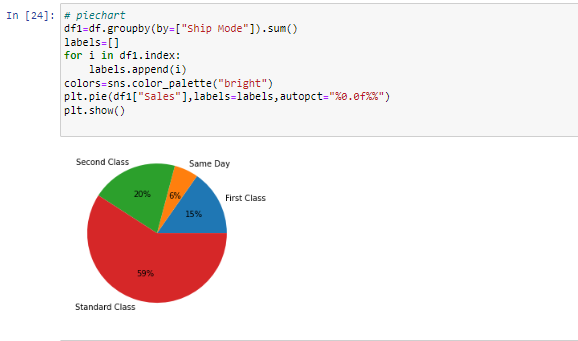 In [24]: # piechart
df1=df.groupby(by=["Ship Mode"]).sum()
labels=[]
for i in df1.index:
    labels.append(i)
colors=sns.color_palette("bright")
plt.pie(df1["Sales"],labels=labels,autopct="%0.0f%%")
plt.show()
Second Class
Same Day
20%
6%
First Class
15%
59%
Standard Class